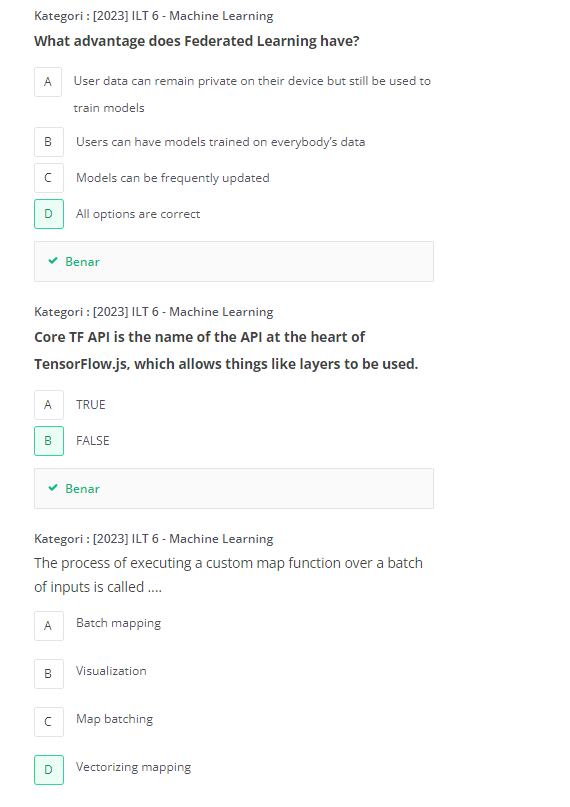 Kategori : [2023] ILT 6 - Machine Learning
What advantage does Federated Learning have?
A User data can remain private on their device but still be used to
train models
B Users can have models trained on everybody's data
C Models can be frequently updated
D All options are correct
✔ Benar
Kategori : [2023] ILT 6 - Machine Learning
Core TF API is the name of the API at the heart of
TensorFlow.js, which allows things like layers to be used.
A TRUE
B FALSE
✔ Benar
Kategori : [2023] ILT 6 - Machine Learning
The process of executing a custom map function over a batch
of inputs is called ....
A Batch mapping
B Visualization
C Map batching
D Vectorizing mapping